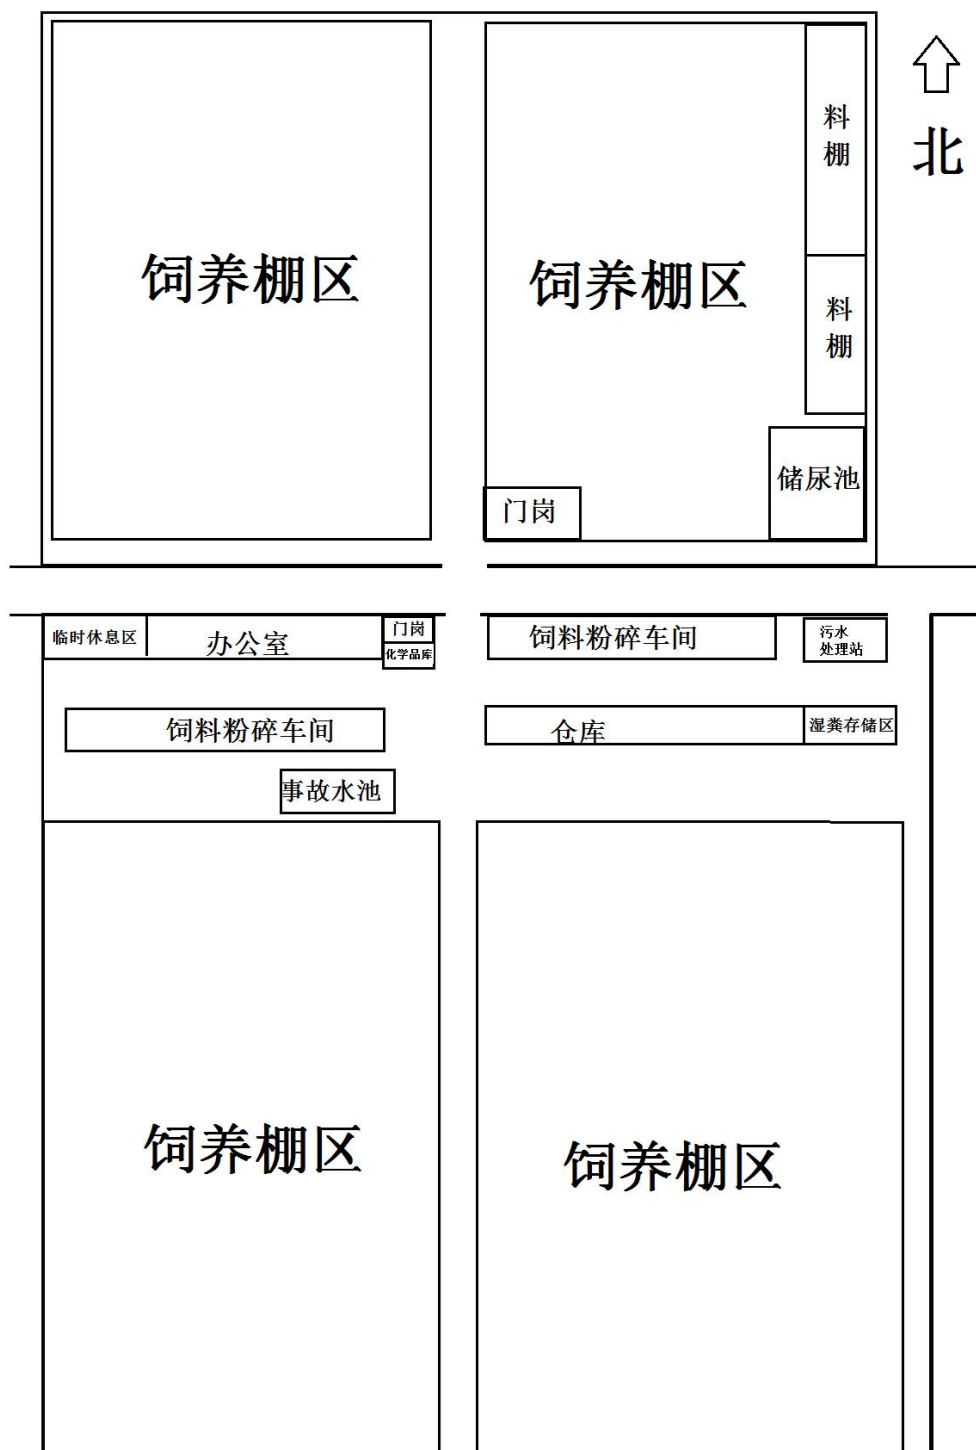 北
料棚
饲养棚区
饲养棚区
料棚
储尿池
门岗
临时休息区
办公室
门岗
化学品库
饲料粉碎车间
污水
处理站
饲料粉碎车间
仓库
湿粪存储区
事故水池
饲养棚区
饲养棚区